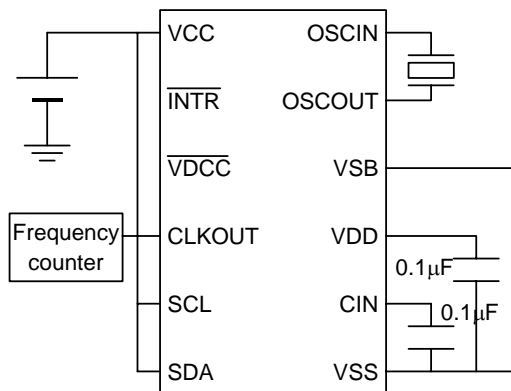 VCC
OSCIN
INTR
OSCOUT
VDCC
VSB
Frequency
counter
CLKOUT
VDD
0.1μF
SCL
CIN
0.1μF
SDA
VSS